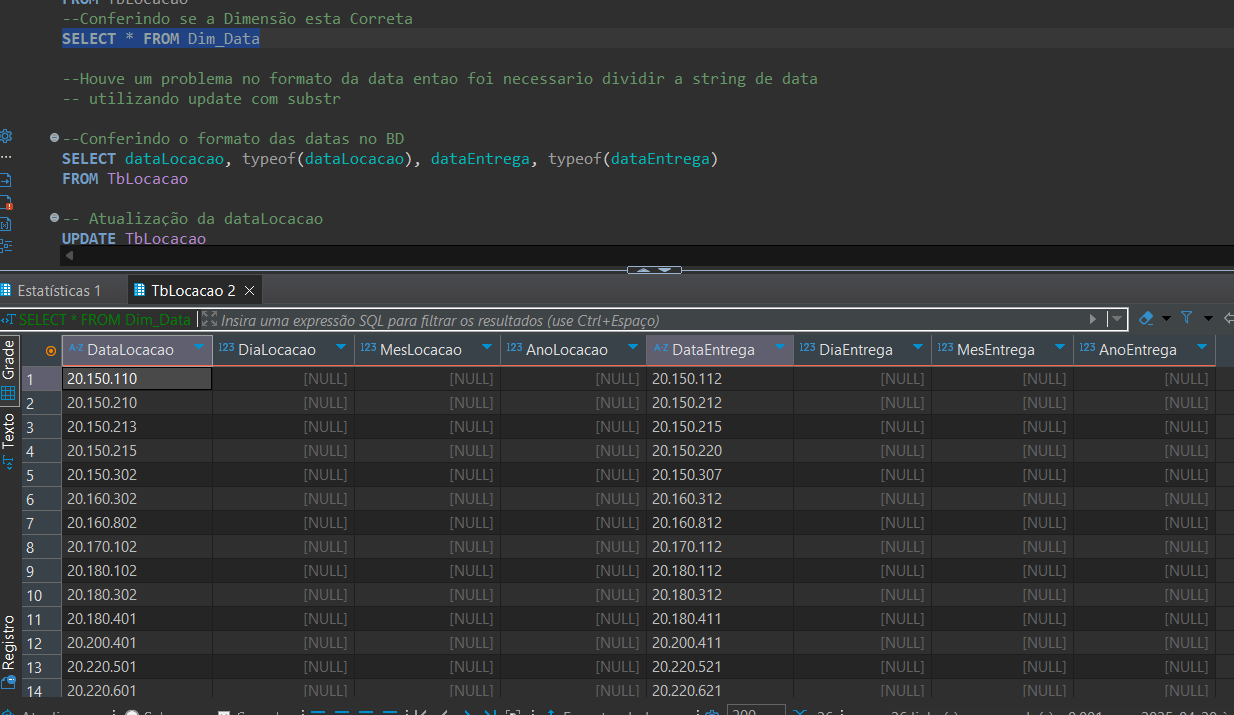 FROM TbLocacao
--Conferindo se a Dimensão esta Correta
SELECT * FROM Dim_Data
--Houve um problema no formato da data entao foi necessario dividir a string de data
-- utilizando update com substr
--Conferindo o formato das datas no BD
SELECT dataLocacao, typeof(dataLocacao), dataEntrega, typeof(dataEntrega)
FROM TbLocacao
-- Atualização da dataLocacao
UPDATE TbLocacao
Estatísticas 1 TbLocacao 2
SELECT * FROM Dim_Data Insira uma expressão SQL para filtrar os resultados (use Ctrl+Espaço)
Grade
Texto
Registro
A-Z DataLocacao 123 DiaLocacao 123 MesLocacao 123 AnoLocacao A-Z DataEntrega 123 DiaEntrega 123 MesEntrega 123 AnoEntrega
1 20.150.110 [NULL] [NULL] [NULL] 20.150.112 [NULL] [NULL] [NULL]
2 20.150.210 [NULL] [NULL] [NULL] 20.150.212 [NULL] [NULL] [NULL]
3 20.150.213 [NULL] [NULL] [NULL] 20.150.215 [NULL] [NULL] [NULL]
4 20.150.215 [NULL] [NULL] [NULL] 20.150.220 [NULL] [NULL] [NULL]
5 20.150.302 [NULL] [NULL] [NULL] 20.150.307 [NULL] [NULL] [NULL]
6 20.160.302 [NULL] [NULL] [NULL] 20.160.312 [NULL] [NULL] [NULL]
7 20.160.802 [NULL] [NULL] [NULL] 20.160.812 [NULL] [NULL] [NULL]
8 20.170.102 [NULL] [NULL] [NULL] 20.170.112 [NULL] [NULL] [NULL]
9 20.180.102 [NULL] [NULL] [NULL] 20.180.112 [NULL] [NULL] [NULL]
10 20.180.302 [NULL] [NULL] [NULL] 20.180.312 [NULL] [NULL] [NULL]
11 20.180.401 [NULL] [NULL] [NULL] 20.180.411 [NULL] [NULL] [NULL]
12 20.200.401 [NULL] [NULL] [NULL] 20.200.411 [NULL] [NULL] [NULL]
13 20.220.501 [NULL] [NULL] [NULL] 20.220.521 [NULL] [NULL] [NULL]
14 20.220.601 [NULL] [NULL] [NULL] 20.220.621 [NULL] [NULL] [NULL]
200